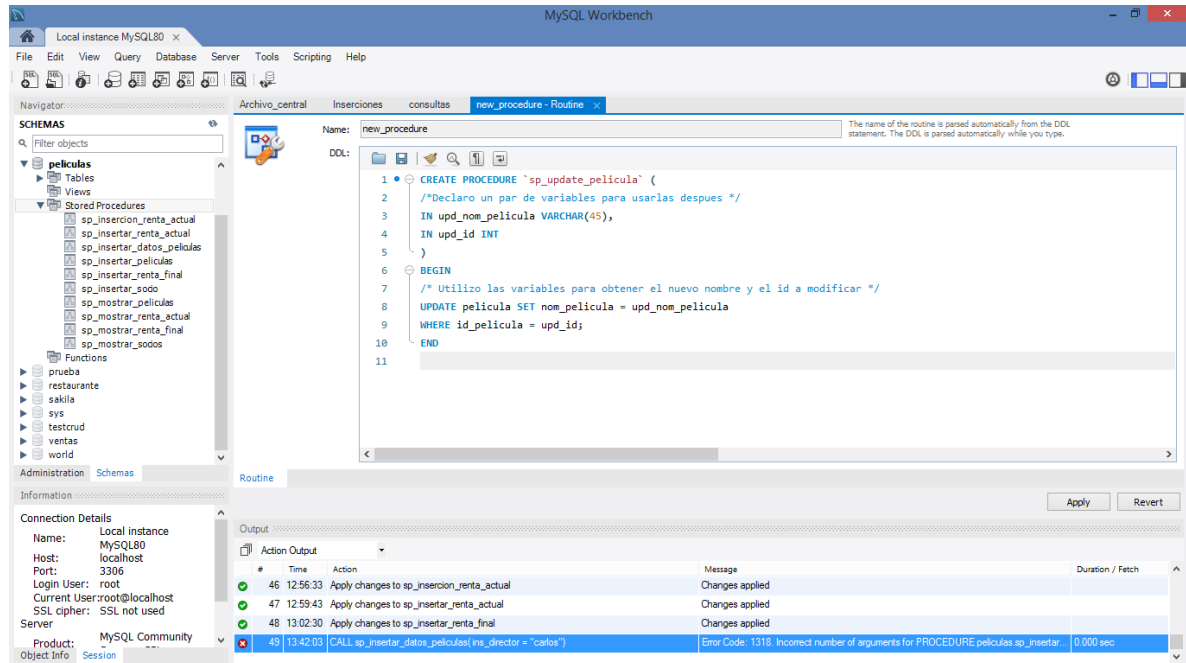 MySQL Workbench
Local instance MySQL80
File Edit View Query Database Server Tools Scripting Help
Navigator
SCHEMAS
Filter objects
peliculas
Tables
Views
Stored Procedures
sp_insercion_renta_actual
sp_insertar_renta_actual
sp_insertar_datos_peliculas
sp_insertar_peliculas
sp_insertar_renta_final
sp_insertar_socio
sp_mostrar_peliculas
sp_mostrar_renta_actual
sp_mostrar_renta_final
sp_mostrar_socios
Functions
prueba
restaurante
sakila
sys
testcrud
ventas
world
Administration Schemas
Information
Connection Details
Name: Local instance MySQL80
Host: localhost
Port: 3306
Login User: root
Current User:root@localhost
SSL cipher: SSL not used
Server
Product: MySQL Community
Object Info Session
Archivo_central Inserciones consultas new_procedure - Routine
Name: new_procedure
The name of the routine is parsed automatically from the DDL
statement. The DDL is parsed automatically while you type.
DDL:
1 CREATE PROCEDURE `sp_update_pelicula` (
2 /*Declaro un par de variables para usarlas despues */
3 IN upd_nom_pelicula VARCHAR(45),
4 IN upd_id INT
5 )
6 BEGIN
7 /* Utilizo las variables para obtener el nuevo nombre y el id a modificar */
8 UPDATE pelicula SET nom_pelicula = upd_nom_pelicula
9 WHERE id_pelicula = upd_id;
10 END
11
Routine
Apply Revert
Output
Action Output
# Time Action Message Duration / Fetch
46 12:56:33 Apply changes to sp_insercion_renta_actual Changes applied
47 12:59:43 Apply changes to sp_insertar_renta_actual Changes applied
48 13:02:30 Apply changes to sp_insertar_renta_final Changes applied
49 13:42:03 CALL sp_insertar_datos_peliculas( ins_director = "carlos") Error Code: 1318. Incorrect number of arguments for PROCEDURE peliculas.sp_insertar... 0.000 sec